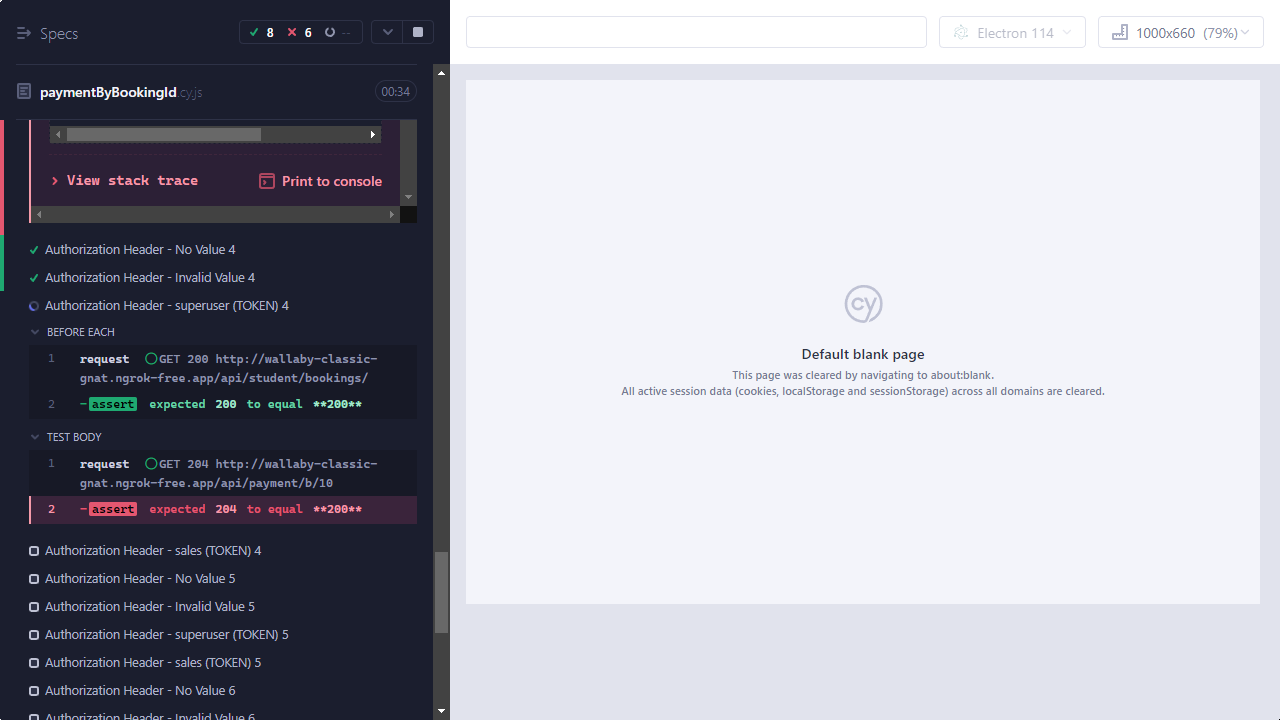 Specs
8
6
--
Electron 114
1000x660 (79%)
paymentByBookingId.cy.js
00:34
View stack trace
Print to console
Authorization Header - No Value 4
Authorization Header - Invalid Value 4
Authorization Header - superuser (TOKEN) 4
BEFORE EACH
1 request GET 200 http://wallaby-classic-
gnat.ngrok-free.app/api/student/bookings/
2 -assert expected 200 to equal **200**
TEST BODY
1 request GET 204 http://wallaby-classic-
gnat.ngrok-free.app/api/payment/b/10
2 -assert expected 204 to equal **200**
Authorization Header - sales (TOKEN) 4
Authorization Header - No Value 5
Authorization Header - Invalid Value 5
Authorization Header - superuser (TOKEN) 5
Authorization Header - sales (TOKEN) 5
Authorization Header - No Value 6
Authorization Header - Invalid Value 6
cy
Default blank page
This page was cleared by navigating to about:blank.
All active session data (cookies, localStorage and sessionStorage) across all domains are cleared.